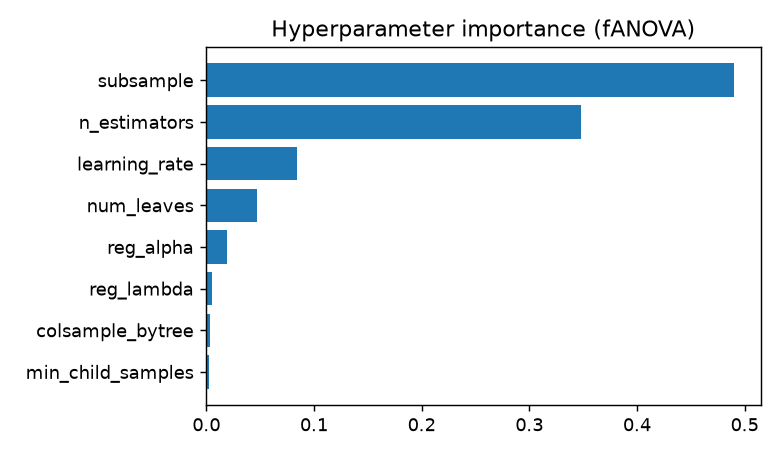 Hyperparameter importance (fANOVA)
subsample
n_estimators
learning_rate
num_leaves
reg_alpha
reg_lambda
colsample_bytree
min_child_samples
0.0 0.1 0.2 0.3 0.4 0.5